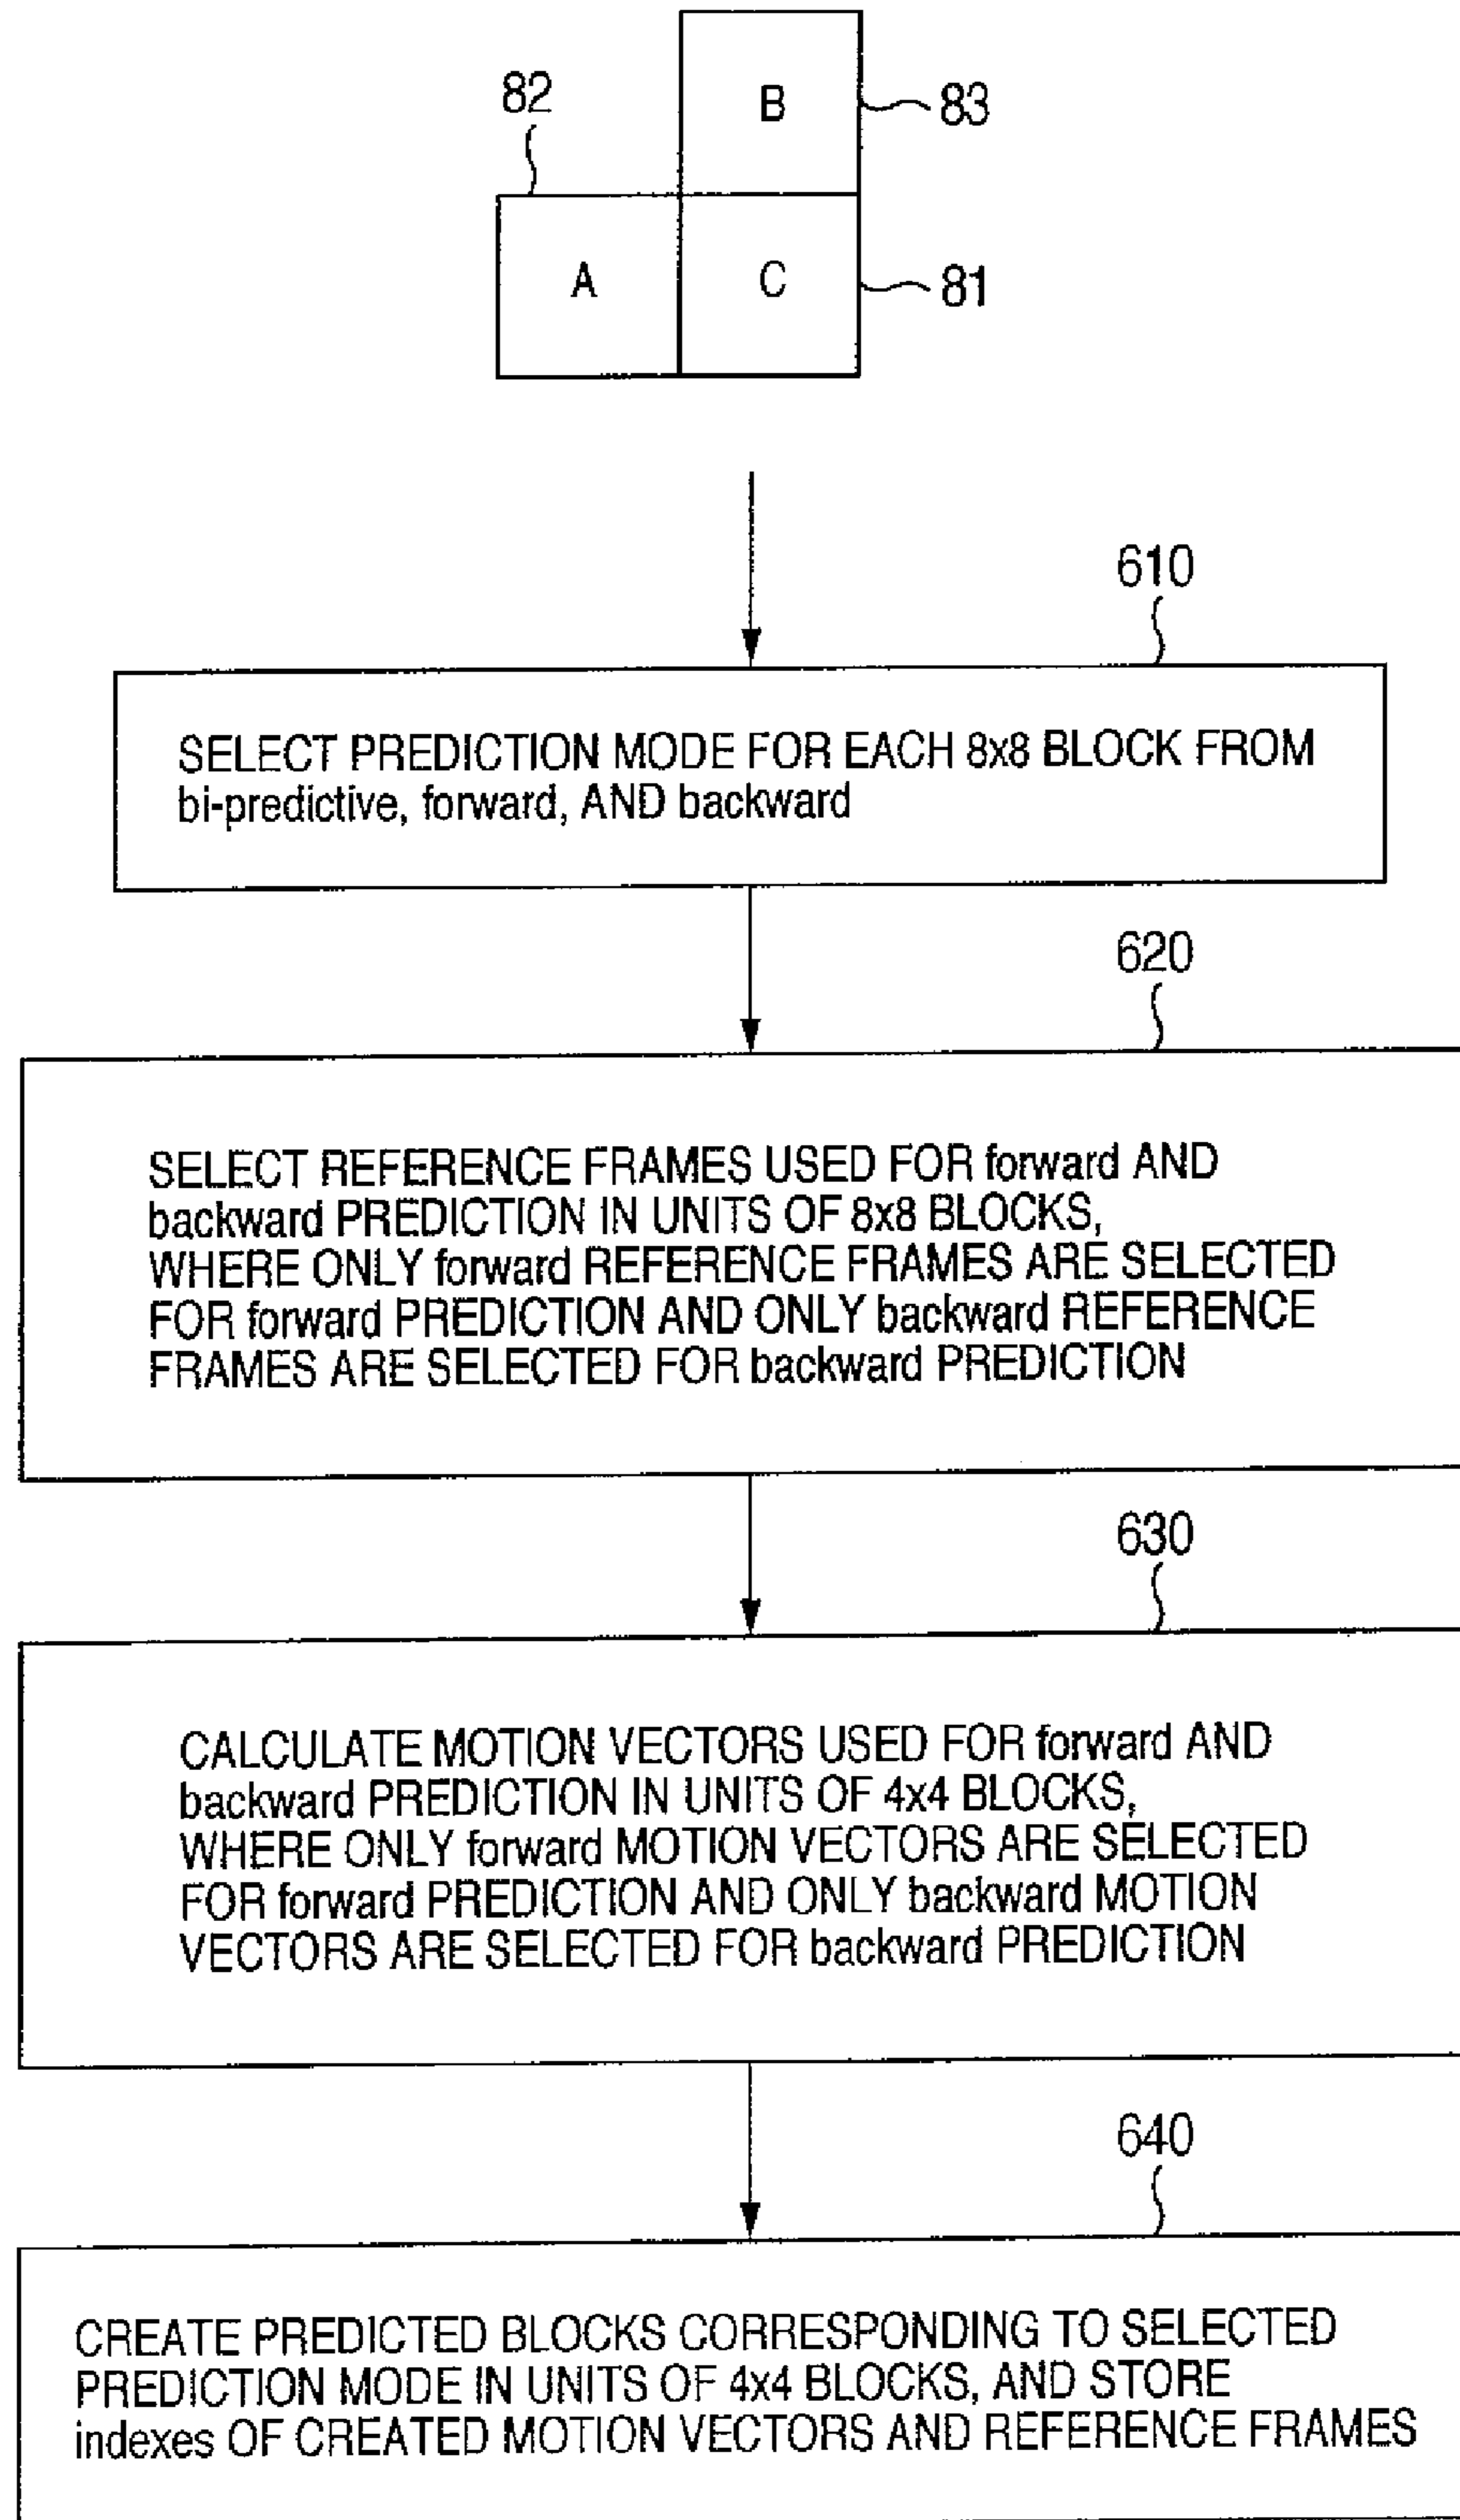 82
B
83
A
C
81
610
SELECT PREDICTION MODE FOR EACH 8x8 BLOCK FROM
bi-predictive, forward, AND backward
620
SELECT REFERENCE FRAMES USED FOR forward AND
backward PREDICTION IN UNITS OF 8x8 BLOCKS,
WHERE ONLY forward REFERENCE FRAMES ARE SELECTED
FOR forward PREDICTION AND ONLY backward REFERENCE
FRAMES ARE SELECTED FOR backward PREDICTION
630
CALCULATE MOTION VECTORS USED FOR forward AND
backward PREDICTION IN UNITS OF 4x4 BLOCKS,
WHERE ONLY forward MOTION VECTORS ARE SELECTED
FOR forward PREDICTION AND ONLY backward MOTION
VECTORS ARE SELECTED FOR backward PREDICTION
640
CREATE PREDICTED BLOCKS CORRESPONDING TO SELECTED
PREDICTION MODE IN UNITS OF 4x4 BLOCKS, AND STORE
indexes OF CREATED MOTION VECTORS AND REFERENCE FRAMES